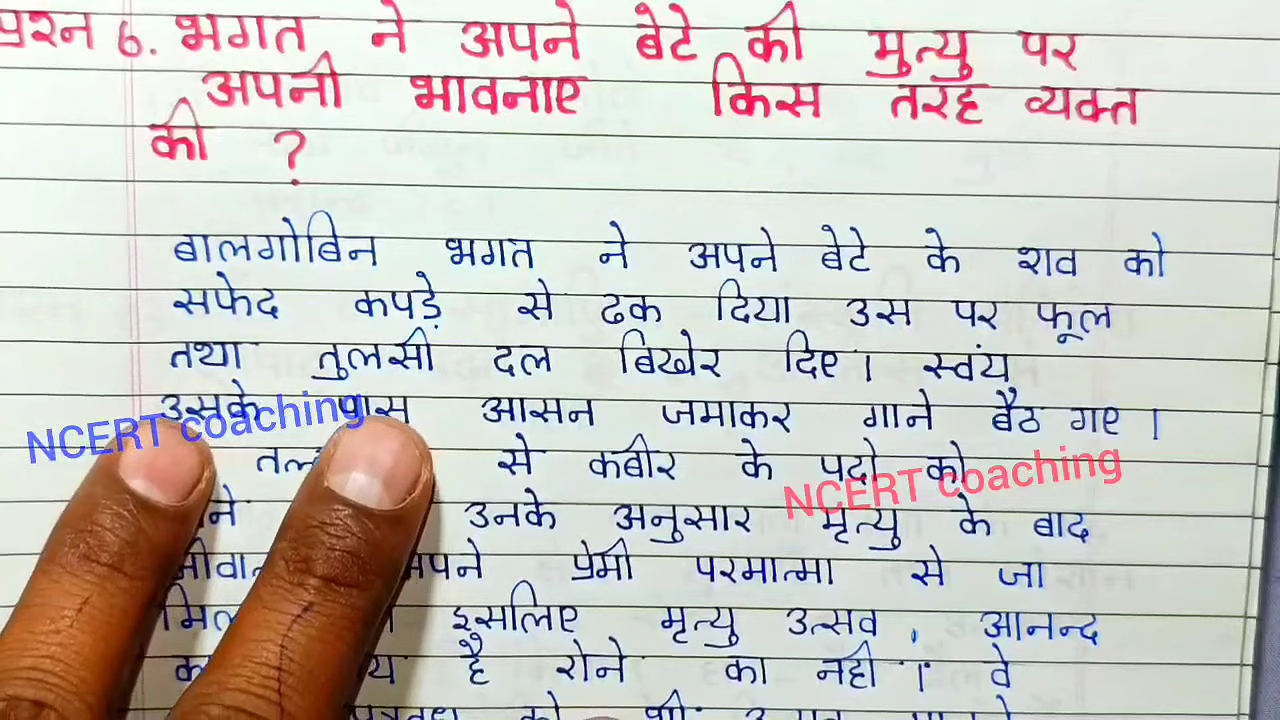 प्रश्न 6. भगत ने अपने बेटे की मुत्यु पर
अपनी भावनाए किस तरह व्यक्त
की ?
बालगोबिन भगत ने अपने बेटे के शव को
सफेद कपड़े से ढक दिया उस पर फूल
तथा तुलसी दल बिखेर दिए। स्वंय
उसके पास आसन जमाकर गाने बैठ गए।
NCERT coaching
से कबीर के पदो को
NCERT coaching
उनके अनुसार मृत्यु के बाद
प्रेमी परमात्मा से जा
इसलिए मृत्यु उत्सव, आनन्द
है रोने का नही। वे